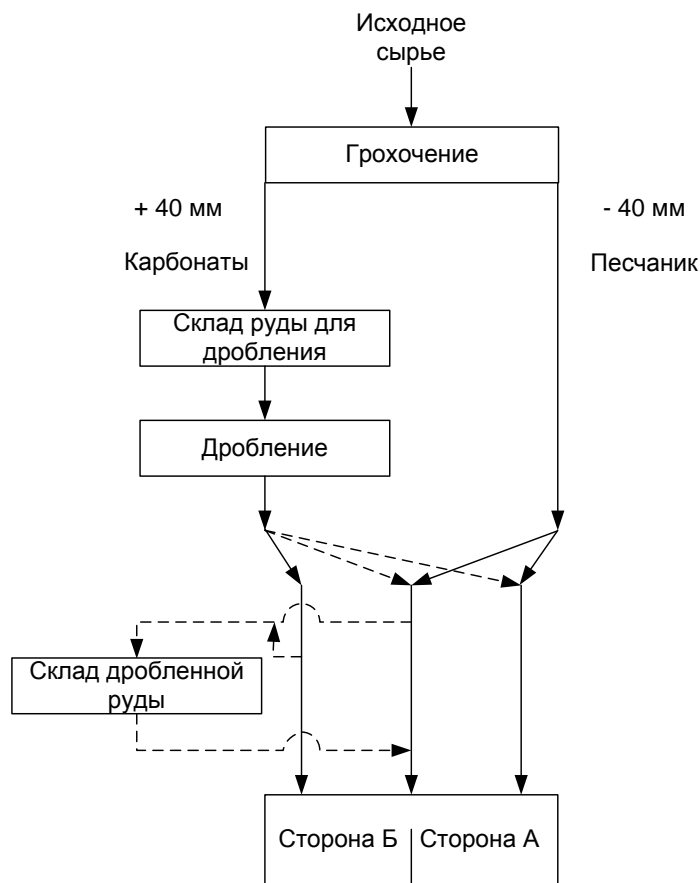 Исходное
сырье
Грохочение
+ 40 мм
- 40 мм
Карбонаты
Песчаник
Склад руды для
дробления
Дробление
Склад дробленной
руды
Сторона Б
Сторона А